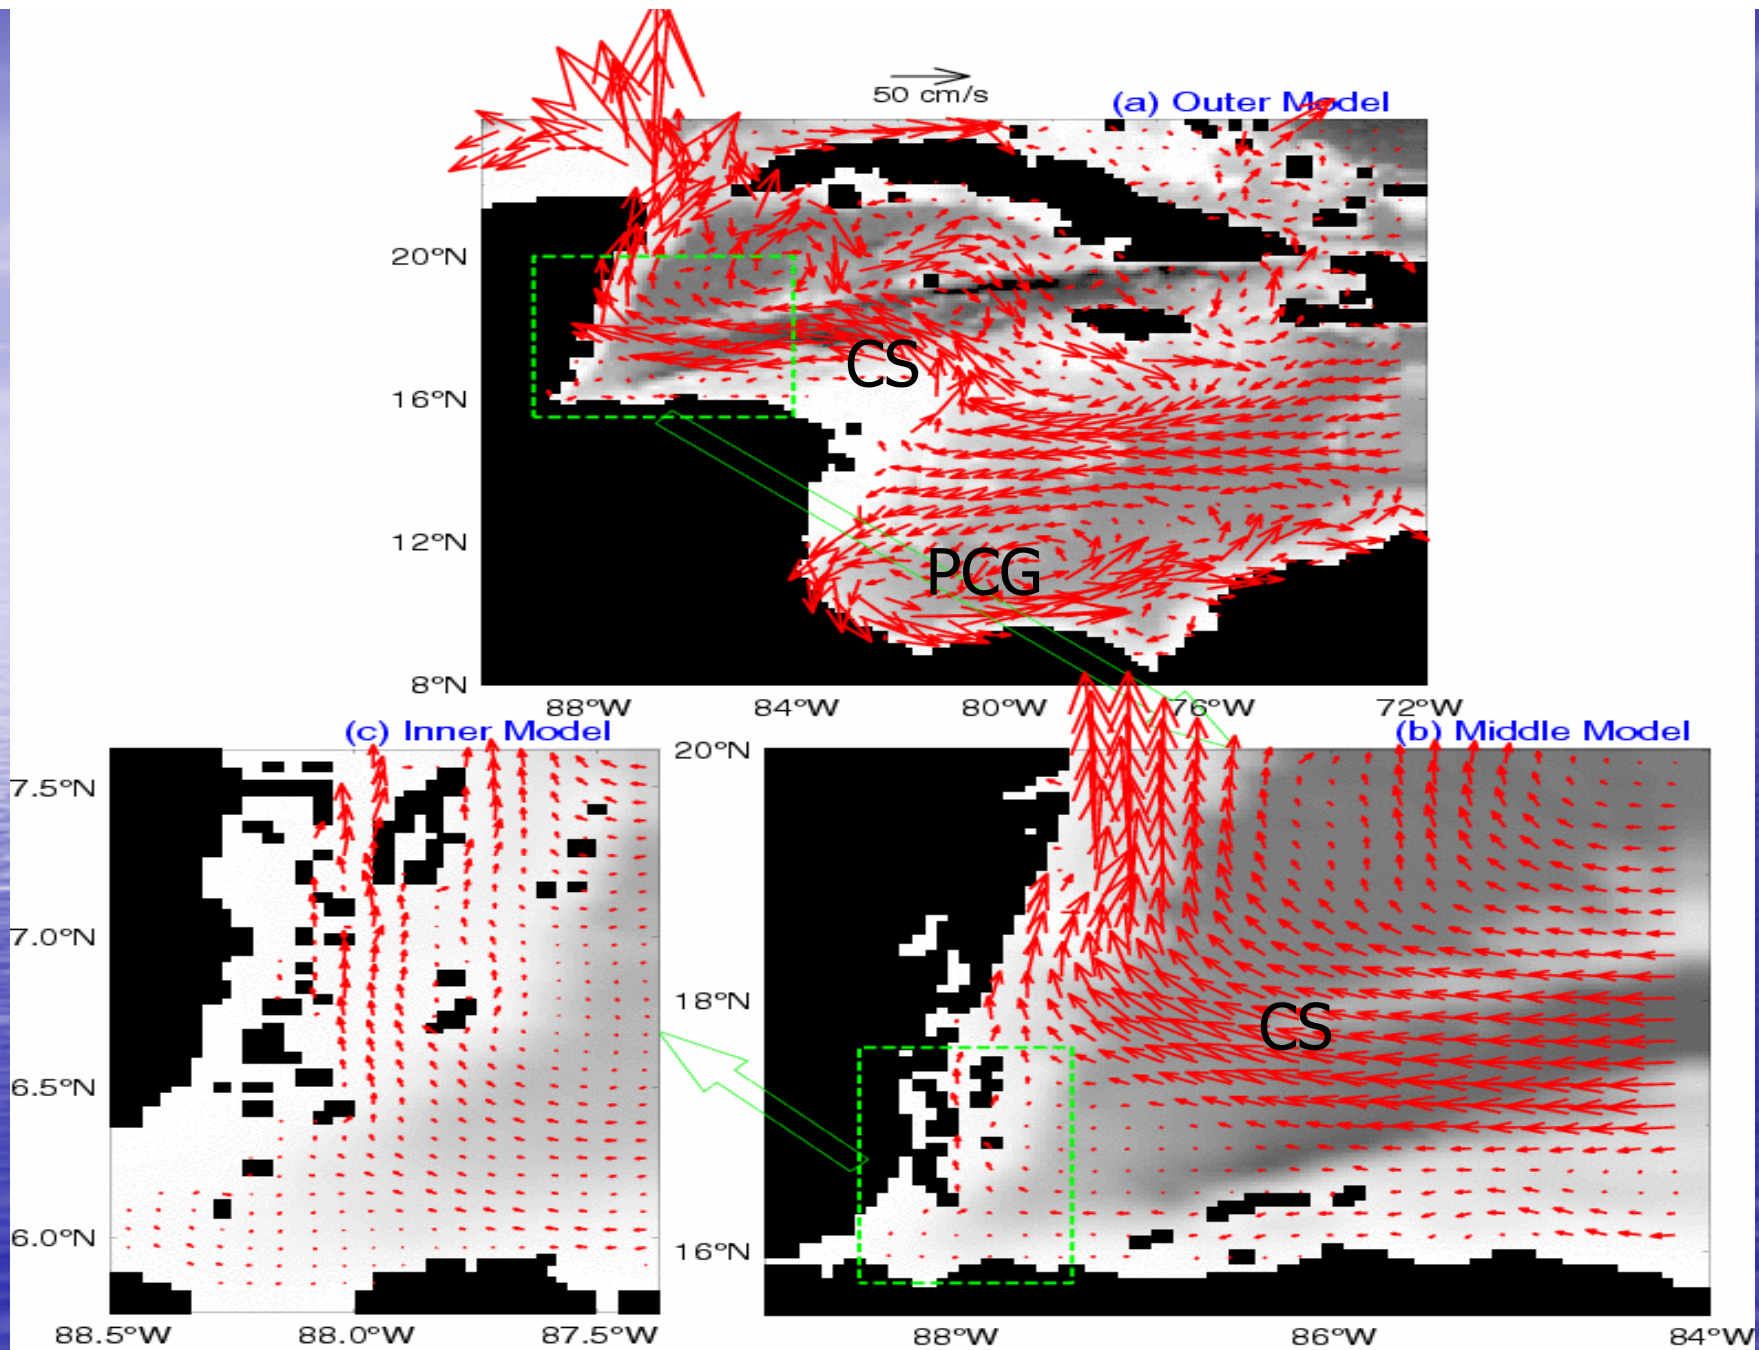 50 cm/s
(a) Outer Model
20°N
CS
16°N
12°N
PCG
8°N
88°W 84°W 80°W 76°W 72°W
(c) Inner Model
(b) Middle Model
7.5°N
7.0°N
6.5°N
6.0°N
88.5°W 88.0°W 87.5°W
20°N
18°N
CS
16°N
88°W 86°W 84°W